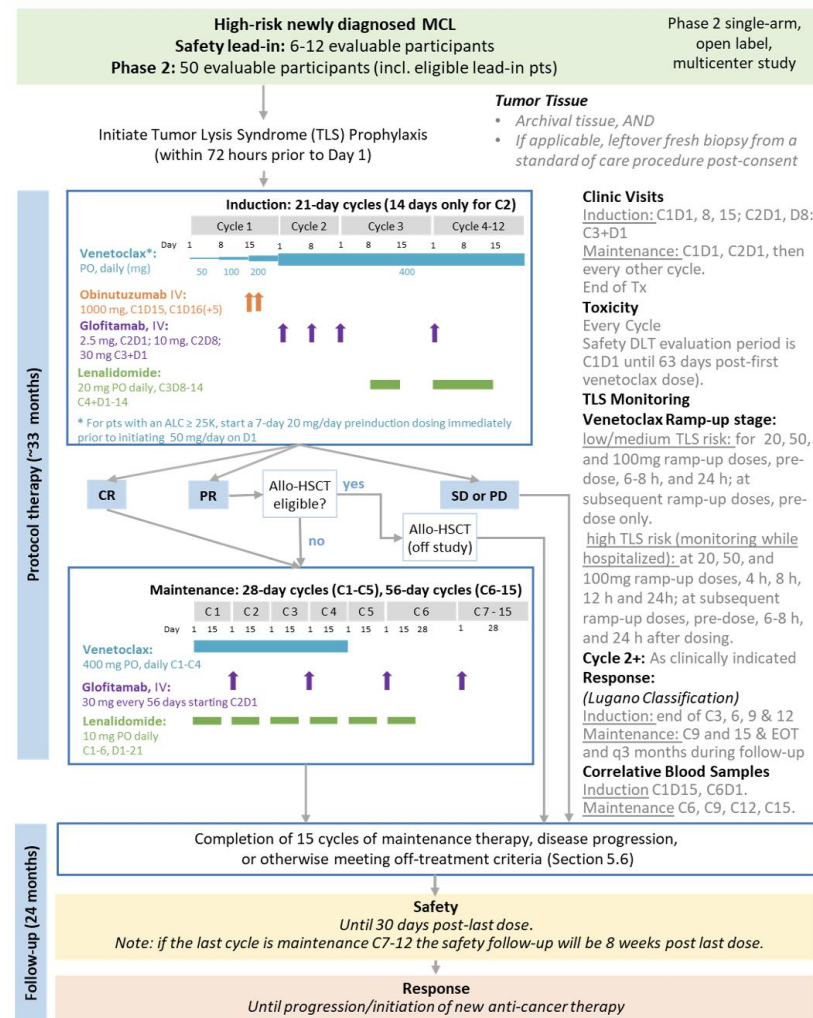 High-risk newly diagnosed MCL
Safety lead-in: 6-12 evaluable participants
Phase 2: 50 evaluable participants (incl. eligible lead-in pts)
Phase 2 single-arm,
open label,
multicenter study
Initiate Tumor Lysis Syndrome (TLS) Prophylaxis
(within 72 hours prior to Day 1)
Tumor Tissue
• Archival tissue, AND
• If applicable, leftover fresh biopsy from a
standard of care procedure post-consent
Protocol therapy (~33 months)
Induction: 21-day cycles (14 days only for C2)
Cycle 1 Cycle 2 Cycle 3 Cycle 4-12
Day 1 8 15 1 8 1 8 15 1 8 15
Venetoclax*:
PO, daily (mg)
50 100 200 400
Obinutuzumab IV:
1000 mg, C1D15, C1D16(+5)
Glofitamab, IV:
2.5 mg, C2D1; 10 mg, C2D8;
30 mg C3+D1
Lenalidomide:
20 mg PO daily, C3D8-14
C4+D1-14
* For pts with an ALC ≥ 25K, start a 7-day 20 mg/day preinduction dosing immediately
prior to initiating 50 mg/day on D1
CR
PR
Allo-HSCT
eligible?
yes
no
Allo-HSCT
(off study)
SD or PD
Maintenance: 28-day cycles (C1-C5), 56-day cycles (C6-15)
C 1 C 2 C 3 C 4 C 5 C 6 C 7 - 15
Day 1 15 1 15 1 15 1 15 1 15 1 15 28 1 28
Venetoclax:
400 mg PO, daily C1-C4
Glofitamab, IV:
30 mg every 56 days starting C2D1
Lenalidomide:
10 mg PO daily
C1-6, D1-21
Clinic Visits
Induction: C1D1, 8, 15; C2D1, D8:
C3+D1
Maintenance: C1D1, C2D1, then
every other cycle.
End of Tx
Toxicity
Every Cycle
Safety DLT evaluation period is
C1D1 until 63 days post-first
venetoclax dose).
TLS Monitoring
Venetoclax Ramp-up stage:
low/medium TLS risk: for 20, 50,
and 100mg ramp-up doses, pre-
dose, 6-8 h, and 24 h; at
subsequent ramp-up doses, pre-
dose only.
high TLS risk (monitoring while
hospitalized): at 20, 50, and
100mg ramp-up doses, 4 h, 8 h,
12 h and 24h; at subsequent
ramp-up doses, pre-dose, 6-8 h,
and 24 h after dosing.
Cycle 2+: As clinically indicated
Response:
(Lugano Classification)
Induction: end of C3, 6, 9 & 12
Maintenance: C9 and 15 & EOT
and q3 months during follow-up
Correlative Blood Samples
Induction C1D15, C6D1.
Maintenance C6, C9, C12, C15.
Follow-up (24 months)
Completion of 15 cycles of maintenance therapy, disease progression,
or otherwise meeting off-treatment criteria (Section 5.6)
Safety
Until 30 days post-last dose.
Note: if the last cycle is maintenance C7-12 the safety follow-up will be 8 weeks post last dose.
Response
Until progression/initiation of new anti-cancer therapy